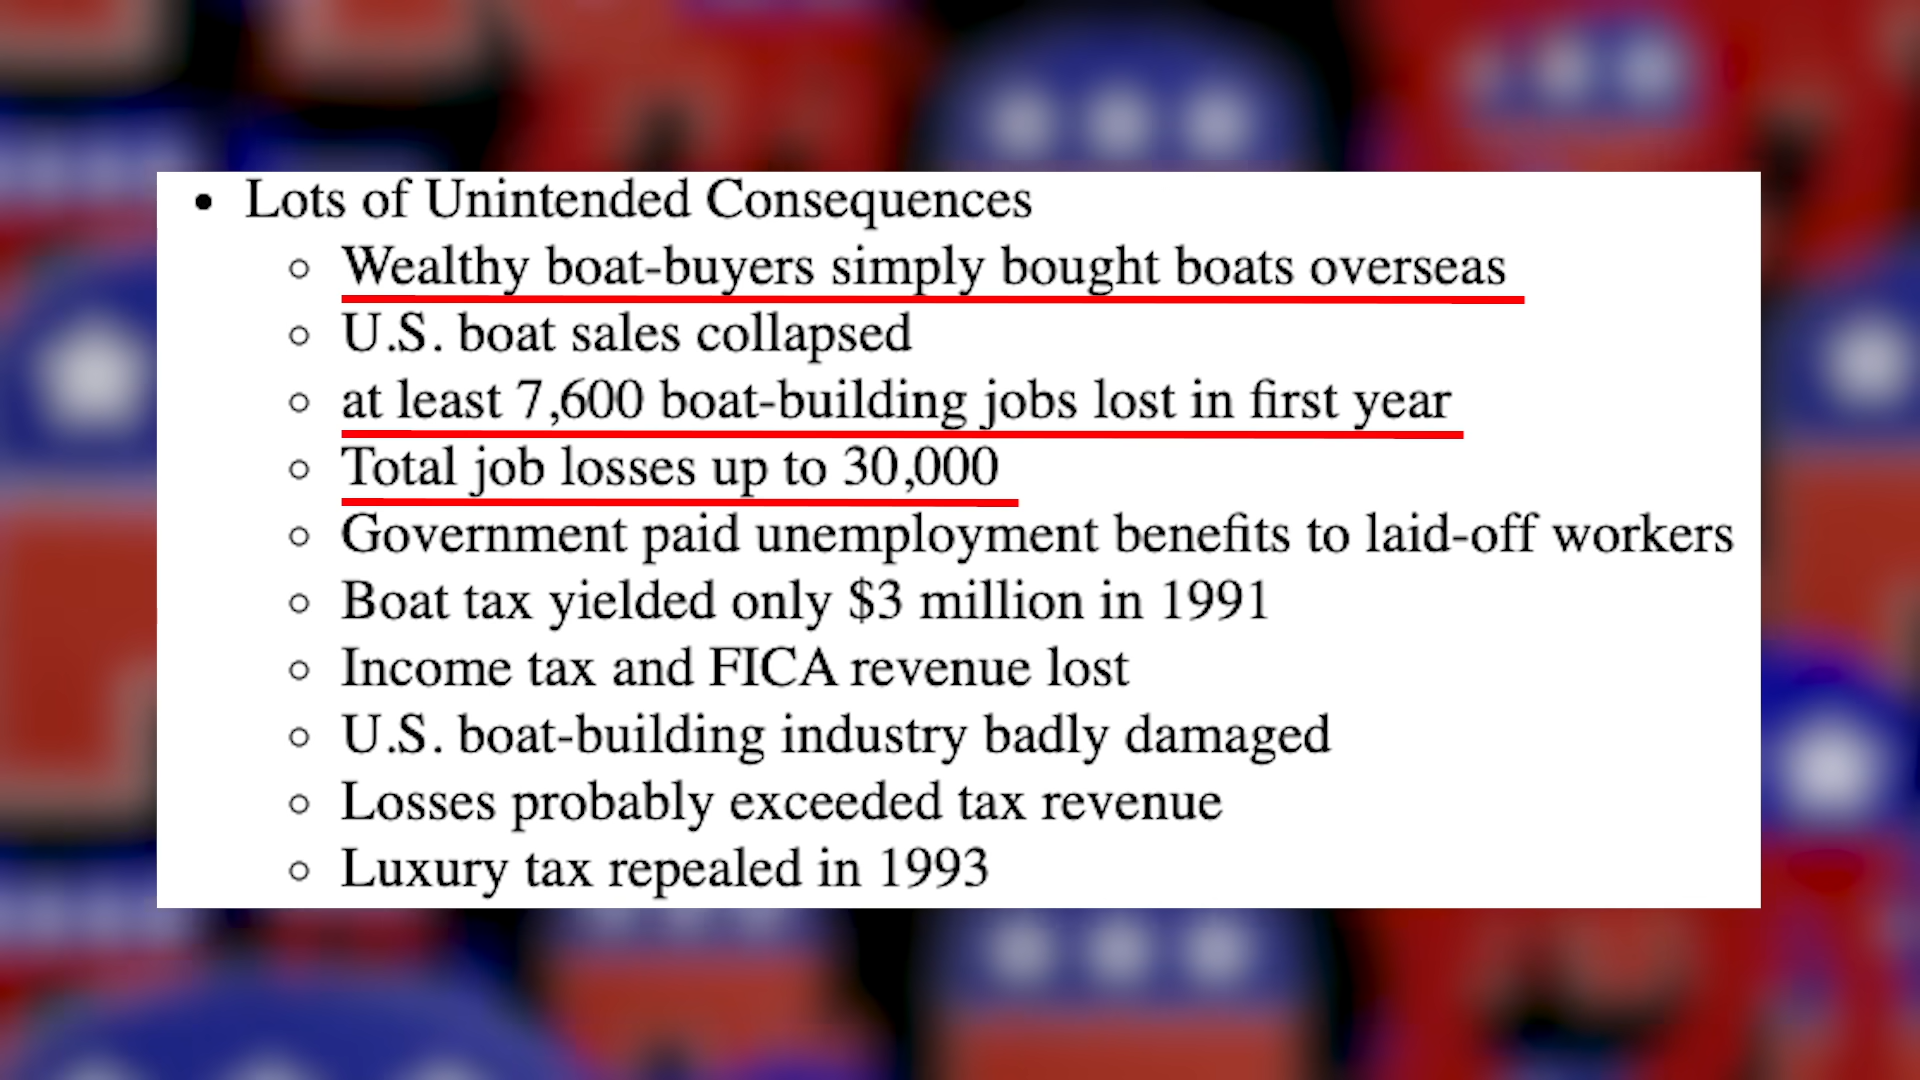 • Lots of Unintended Consequences
◦ Wealthy boat-buyers simply bought boats overseas
◦ U.S. boat sales collapsed
◦ at least 7,600 boat-building jobs lost in first year
◦ Total job losses up to 30,000
◦ Government paid unemployment benefits to laid-off workers
◦ Boat tax yielded only $3 million in 1991
◦ Income tax and FICA revenue lost
◦ U.S. boat-building industry badly damaged
◦ Losses probably exceeded tax revenue
◦ Luxury tax repealed in 1993